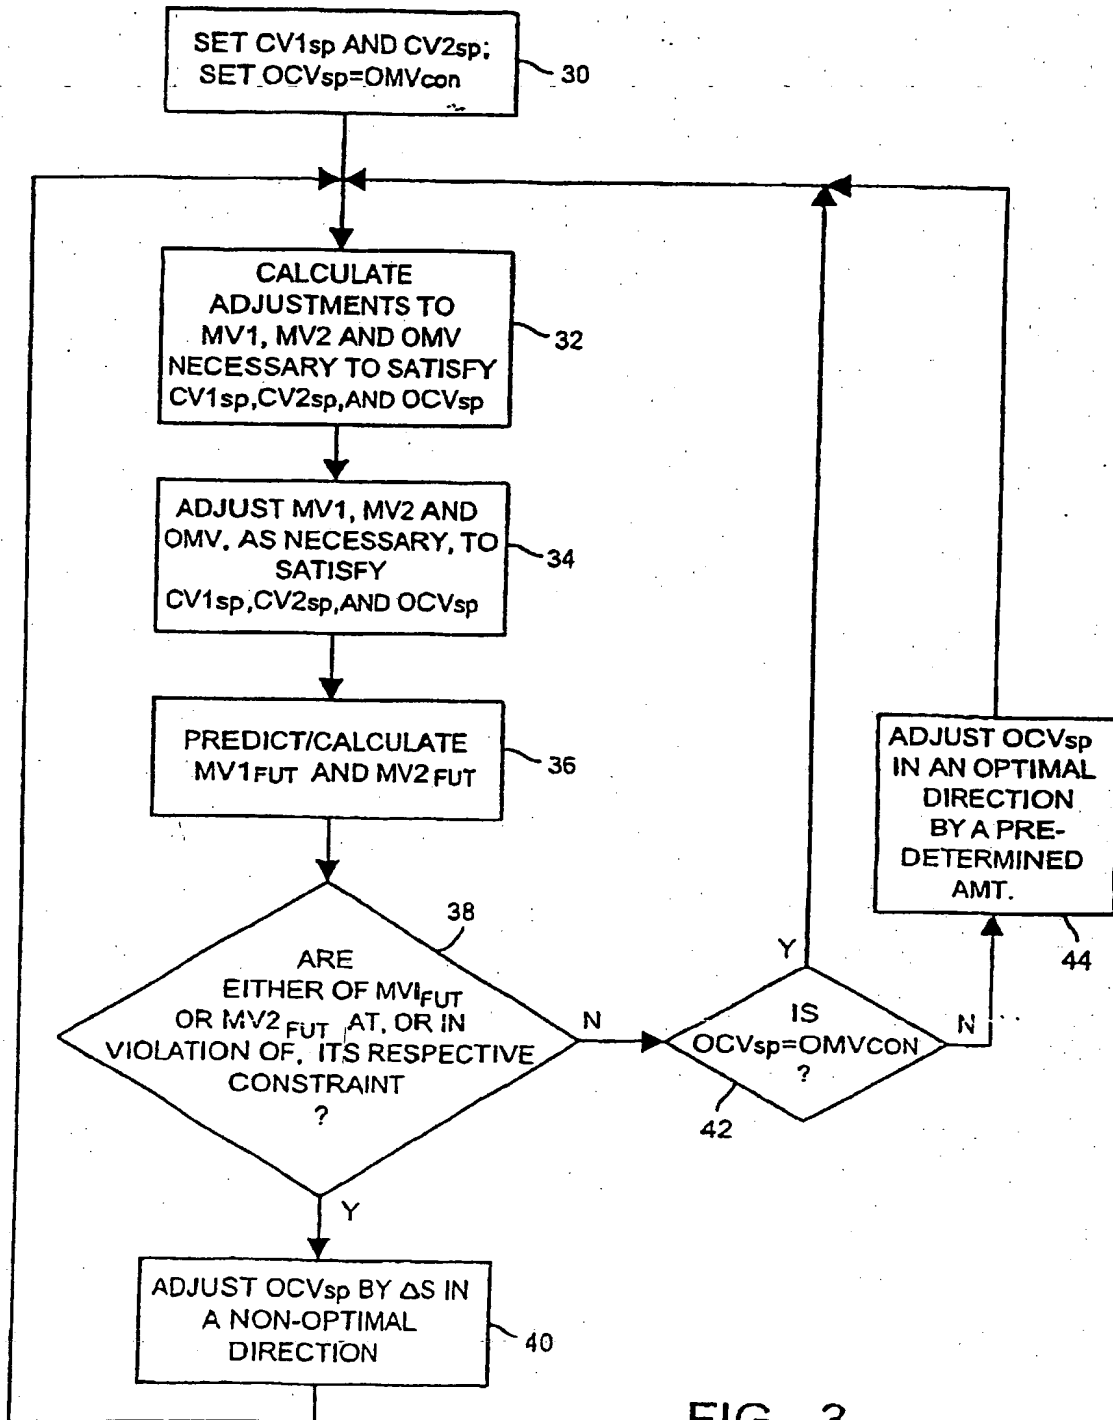 SET CV1sp AND CV2sp;
SET OCVsp=OMVcon
30
CALCULATE
ADJUSTMENTS TO
MV1, MV2 AND OMV
NECESSARY TO SATISFY
CV1sp,CV2sp,AND OCVsp
32
ADJUST MV1, MV2 AND
OMV, AS NECESSARY, TO
SATISFY
CV1sp,CV2sp,AND OCVsp
34
PREDICT/CALCULATE
MV1FUT AND MV2FUT
36
ARE
EITHER OF MV1FUT
OR MV2FUT AT, OR IN
VIOLATION OF, ITS RESPECTIVE
CONSTRAINT
?
38
N
Y
IS
OCVsp=OMVCON
?
42
Y
N
ADJUST OCVsp
IN AN OPTIMAL
DIRECTION
BY A PRE-
DETERMINED
AMT.
44
ADJUST OCVsp BY ΔS IN
A NON-OPTIMAL
DIRECTION
40
FIG. 3